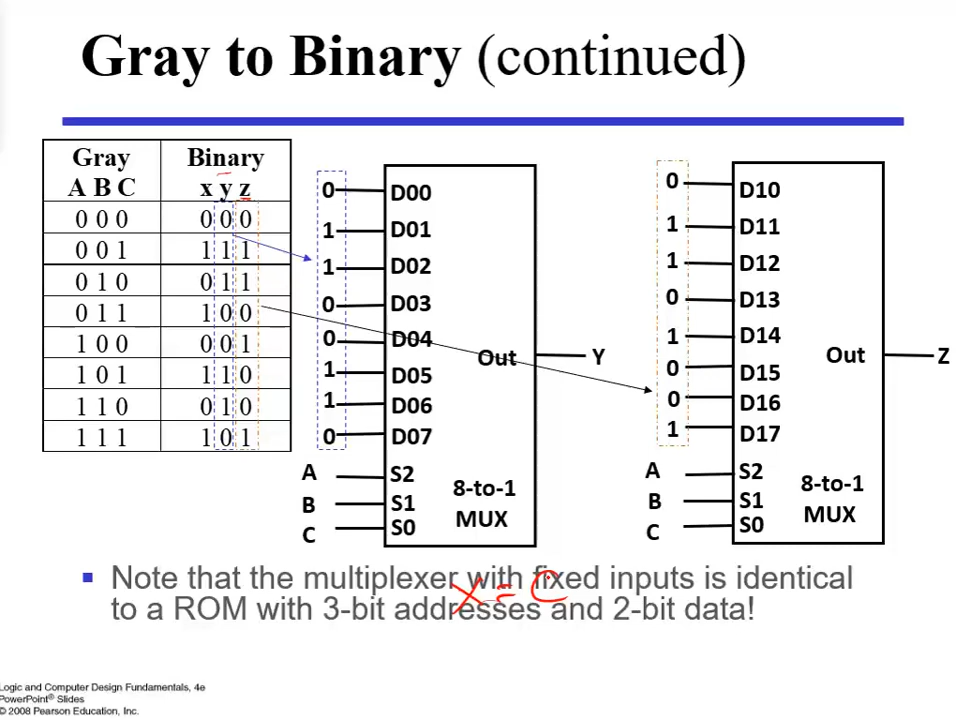 Gray to Binary (continued)
Gray Binary
A B C x y z
0 0 0 0 0 0
0 0 1 1 1 1
0 1 0 0 1 1
0 1 1 1 0 0
1 0 0 0 0 1
1 0 1 1 1 0
1 1 0 0 1 0
1 1 1 1 0 1
0 D00
1 D01
1 D02
0 D03
0 D04
1 D05
1 D06
0 D07
Out Y
A S2
B S1
C S0
8-to-1
MUX
0 D10
1 D11
1 D12
0 D13
1 D14
0 D15
0 D16
1 D17
Out Z
A S2
B S1
C S0
8-to-1
MUX
Note that the multiplexer with fixed inputs is identical
to a ROM with 3-bit addresses and 2-bit data!
X = C
Logic and Computer Design Fundamentals, 4e
PowerPoint® Slides
© 2008 Pearson Education, Inc.